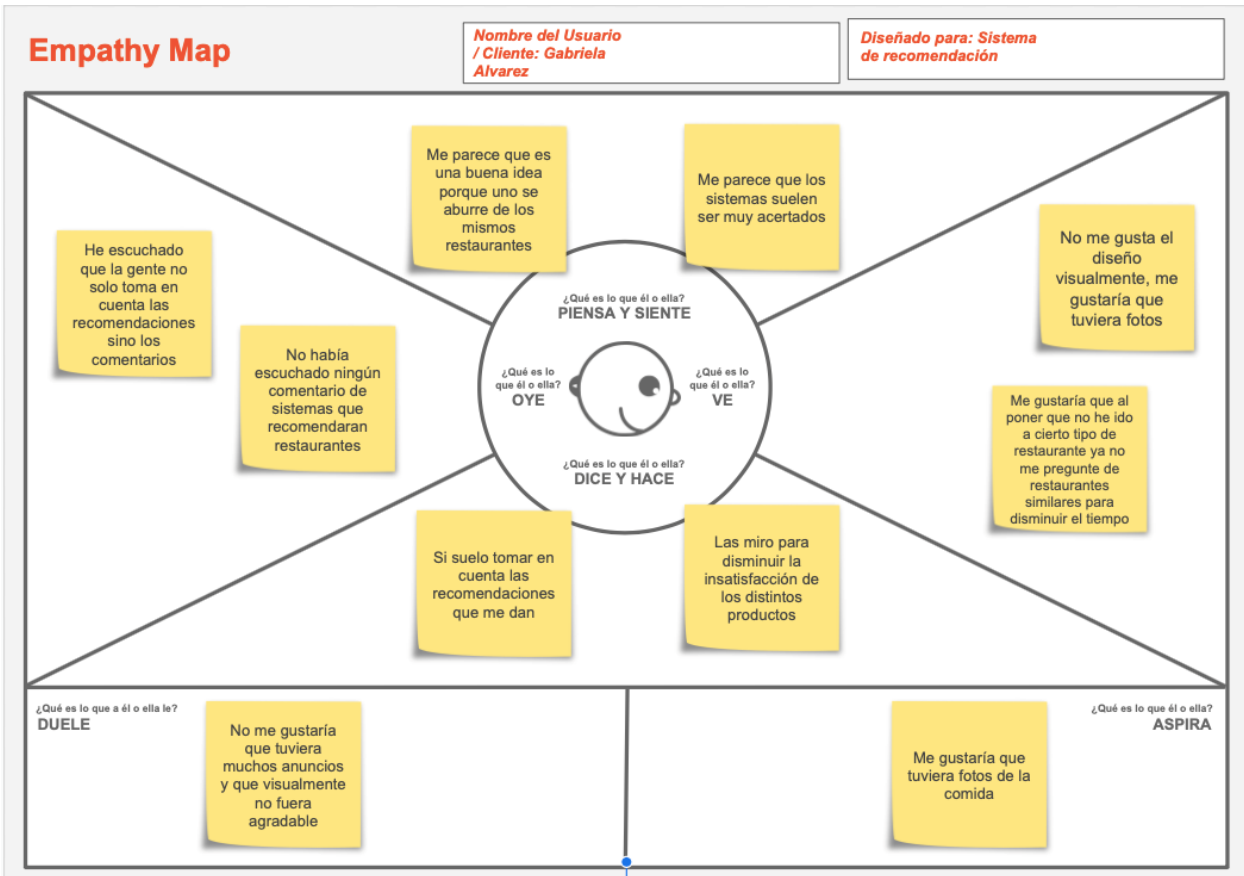 Empathy Map
Nombre del Usuario
/ Cliente: Gabriela
Alvarez
Diseñado para: Sistema
de recomendación
Me parece que es
una buena idea
porque uno se
aburre de los
mismos
restaurantes
Me parece que los
sistemas suelen
ser muy acertados
He escuchado
que la gente no
solo toma en
cuenta las
recomendaciones
sino los
comentarios
No había
escuchado ningún
comentario de
sistemas que
recomendaran
restaurantes
No me gusta el
diseño
visualmente, me
gustaría que
tuviera fotos
Me gustaría que al
poner que no he ido
a cierto tipo de
restaurante ya no
me pregunte de
restaurantes
similares para
disminuir el tiempo
¿Qué es lo que él o ella?
PIENSA Y SIENTE
¿Qué es lo
que él o ella?
OYE
¿Qué es lo
que él o ella?
VE
¿Qué es lo que él o ella?
DICE Y HACE
Si suelo tomar en
cuenta las
recomendaciones
que me dan
Las miro para
disminuir la
insatisfacción de
los distintos
productos
¿Qué es lo que a él o ella le?
DUELE
No me gustaría
que tuviera
muchos anuncios
y que visualmente
no fuera
agradable
¿Qué es lo que él o ella?
ASPIRA
Me gustaría que
tuviera fotos de la
comida